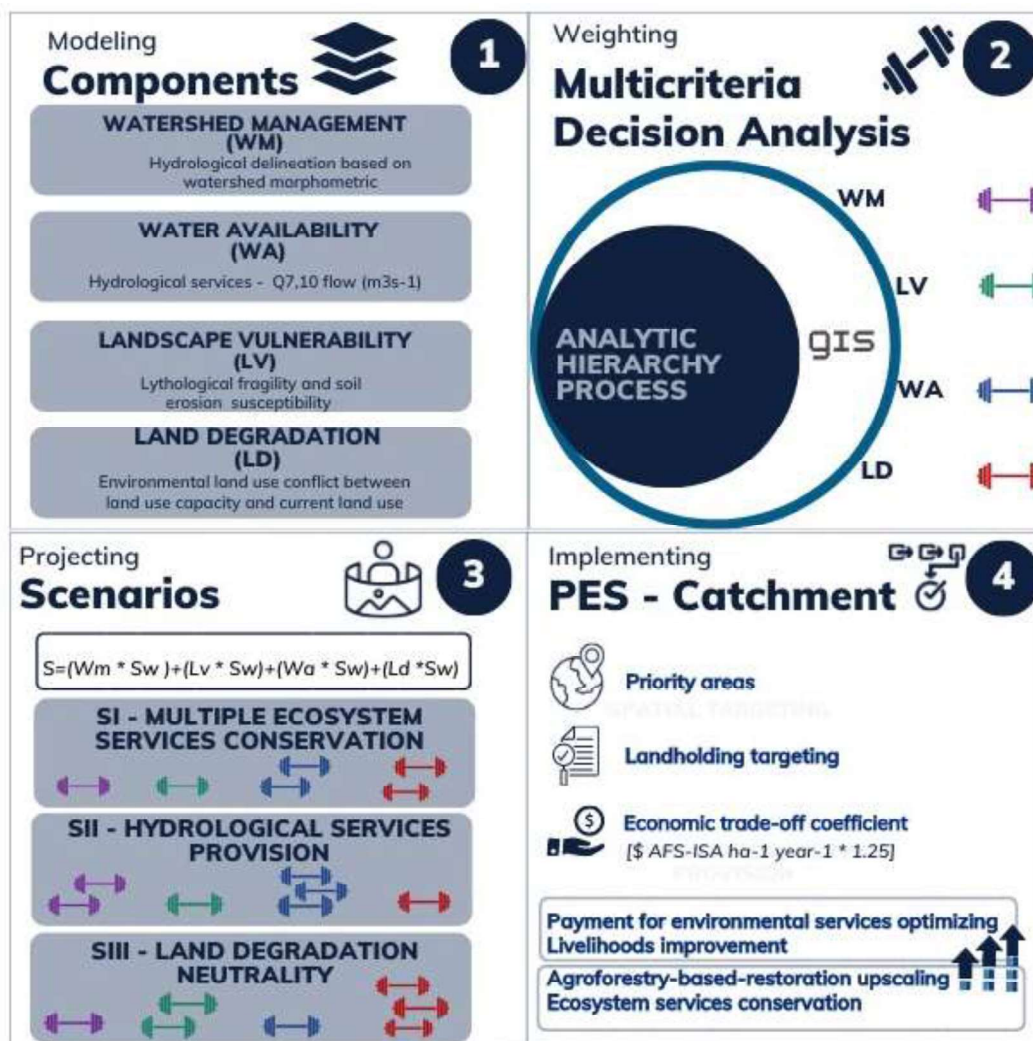 Modeling
Components
1
WATERSHED MANAGEMENT
(WM)
Hydrological delineation based on
watershed morphometric
WATER AVAILABILITY
(WA)
Hydrological services - Q7,10 flow (m3s-1)
LANDSCAPE VULNERABILITY
(LV)
Lythological fragility and soil
erosion susceptibility
LAND DEGRADATION
(LD)
Environmental land use conflict between
land use capacity and current land use
Weighting
Multicriteria
Decision Analysis
2
WM
LV
WA
LD
ANALYTIC
HIERARCHY
PROCESS
gIS
Projecting
Scenarios
3
S=(Wm * Sw )+(Lv * Sw)+(Wa * Sw)+(Ld *Sw)
SI - MULTIPLE ECOSYSTEM
SERVICES CONSERVATION
SII - HYDROLOGICAL SERVICES
PROVISION
SIII - LAND DEGRADATION
NEUTRALITY
Implementing
PES - Catchment
4
Priority areas
SPATIAL TARGETING
Landholding targeting
$
Economic trade-off coefficient
[$ AFS-ISA ha-1 year-1 * 1.25]
PROVISION
Payment for environmental services optimizing
Livelihoods improvement
Agroforestry-based-restoration upscaling
Ecosystem services conservation